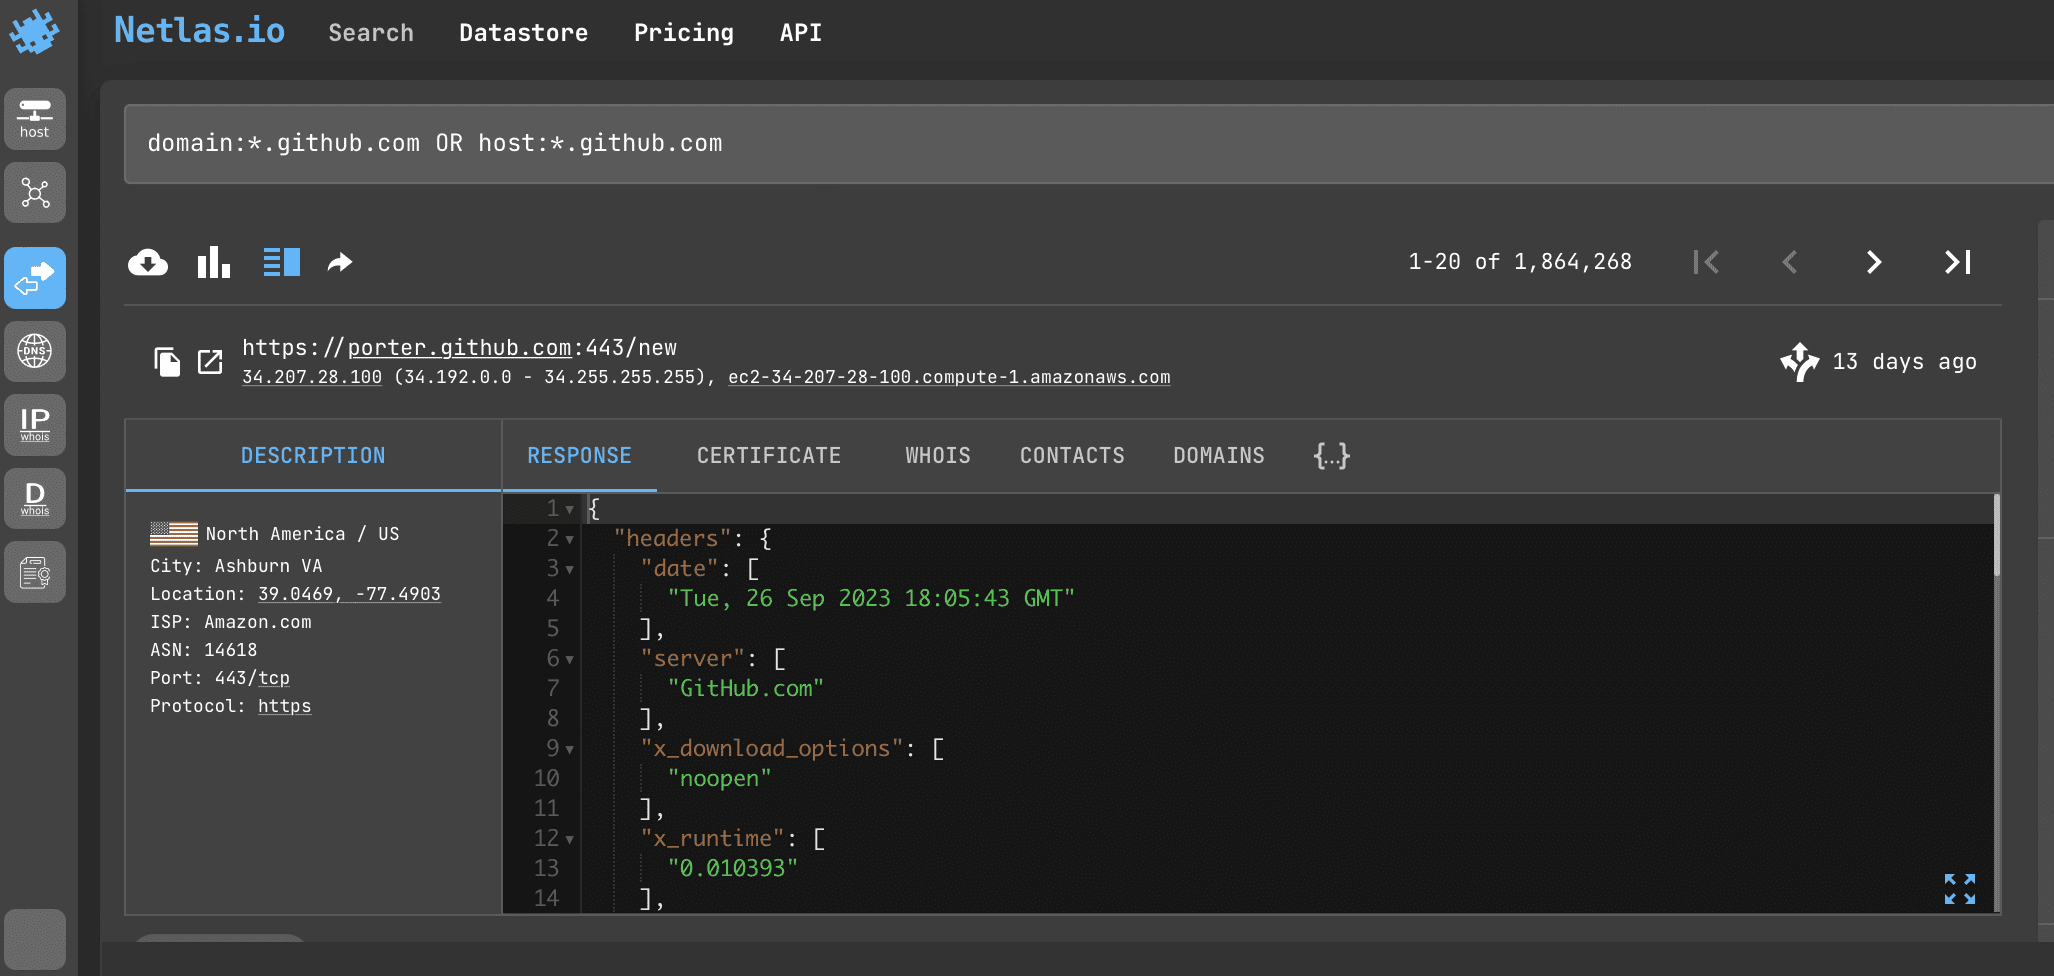 Netlas.io Search Datastore Pricing API
host
domain:*.github.com OR host:*.github.com
1-20 of 1,864,268
https://porter.github.com:443/new
34.207.28.100 (34.192.0.0 - 34.255.255.255), ec2-34-207-28-100.compute-1.amazonaws.com
13 days ago
DNS
IP
whois
D
whois
DESCRIPTION
RESPONSE CERTIFICATE WHOIS CONTACTS DOMAINS {...}
North America / US
City: Ashburn VA
Location: 39.0469, -77.4903
ISP: Amazon.com
ASN: 14618
Port: 443/tcp
Protocol: https
1 {
2 "headers": {
3 "date": [
4 "Tue, 26 Sep 2023 18:05:43 GMT"
5 ],
6 "server": [
7 "GitHub.com"
8 ],
9 "x_download_options": [
10 "noopen"
11 ],
12 "x_runtime": [
13 "0.010393"
14 ],